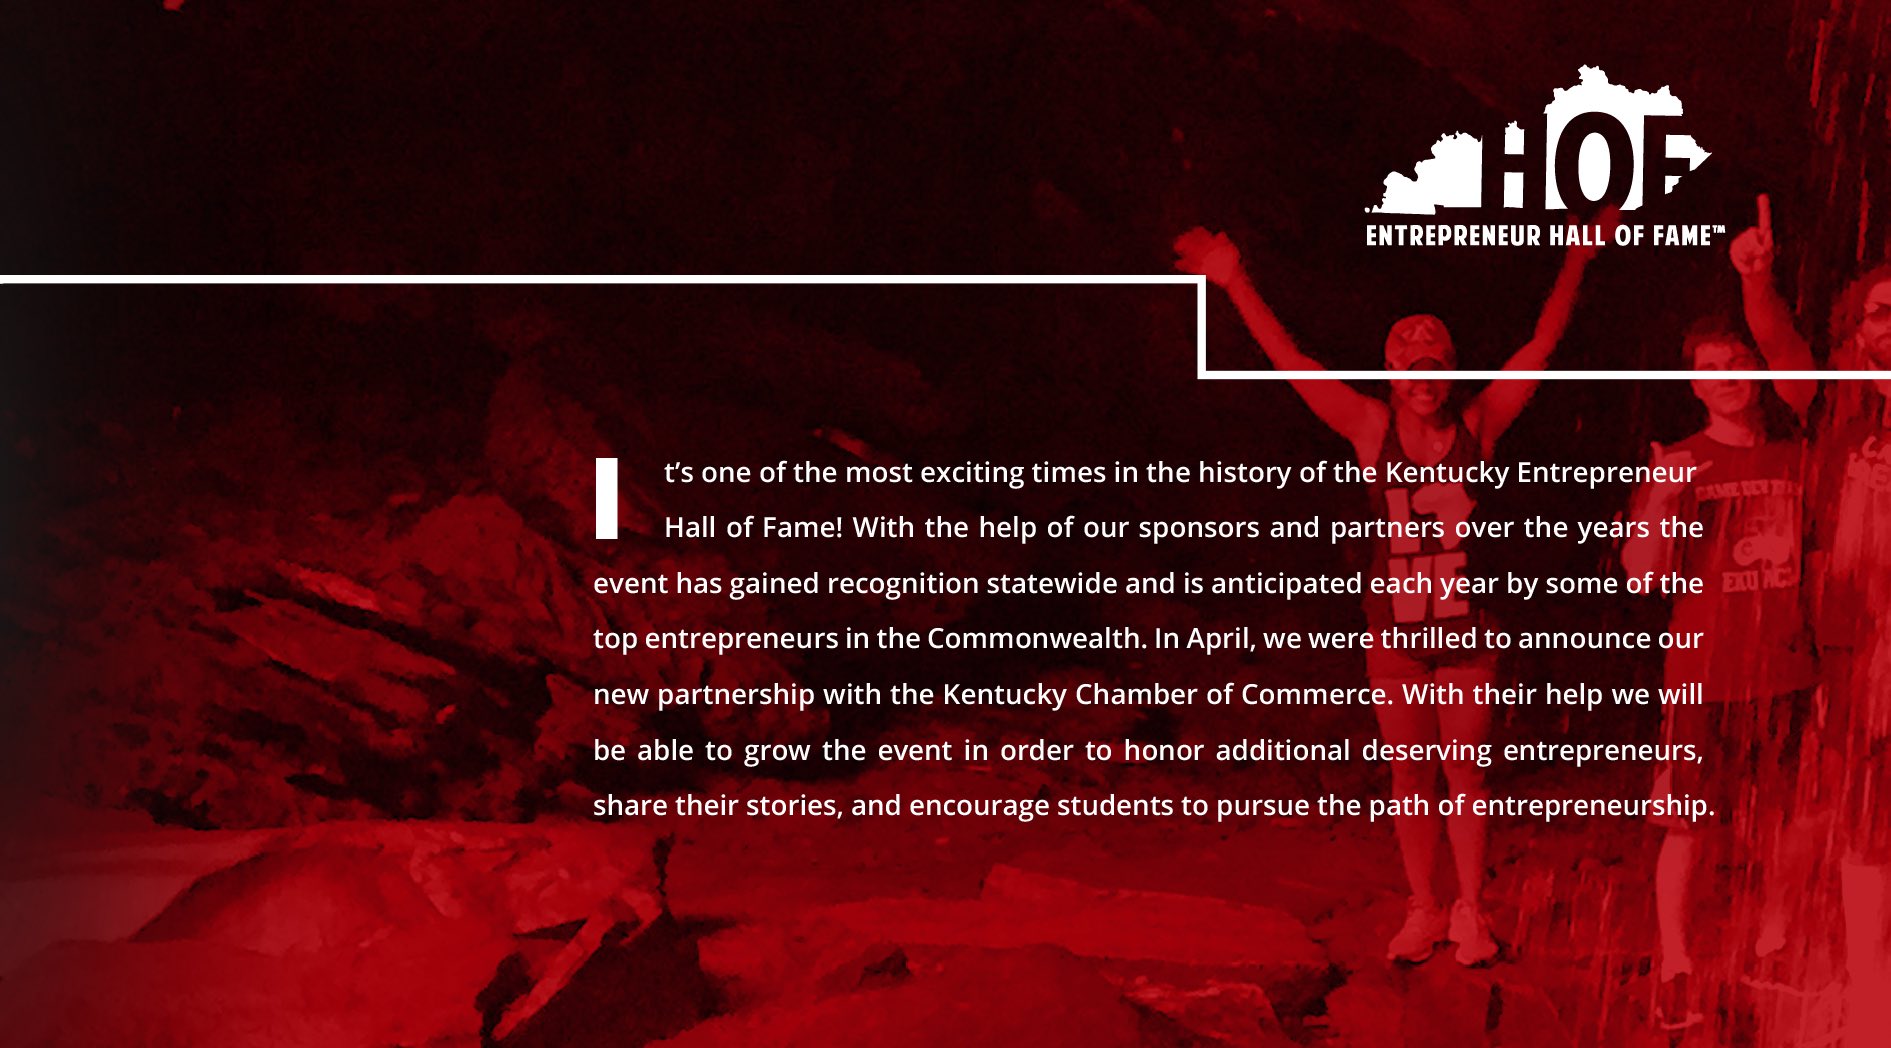 HOF
ENTREPRENEUR HALL OF FAME™
It’s one of the most exciting times in the history of the Kentucky Entrepreneur
Hall of Fame! With the help of our sponsors and partners over the years the
event has gained recognition statewide and is anticipated each year by some of the
top entrepreneurs in the Commonwealth. In April, we were thrilled to announce our
new partnership with the Kentucky Chamber of Commerce. With their help we will
be able to grow the event in order to honor additional deserving entrepreneurs,
share their stories, and encourage students to pursue the path of entrepreneurship.